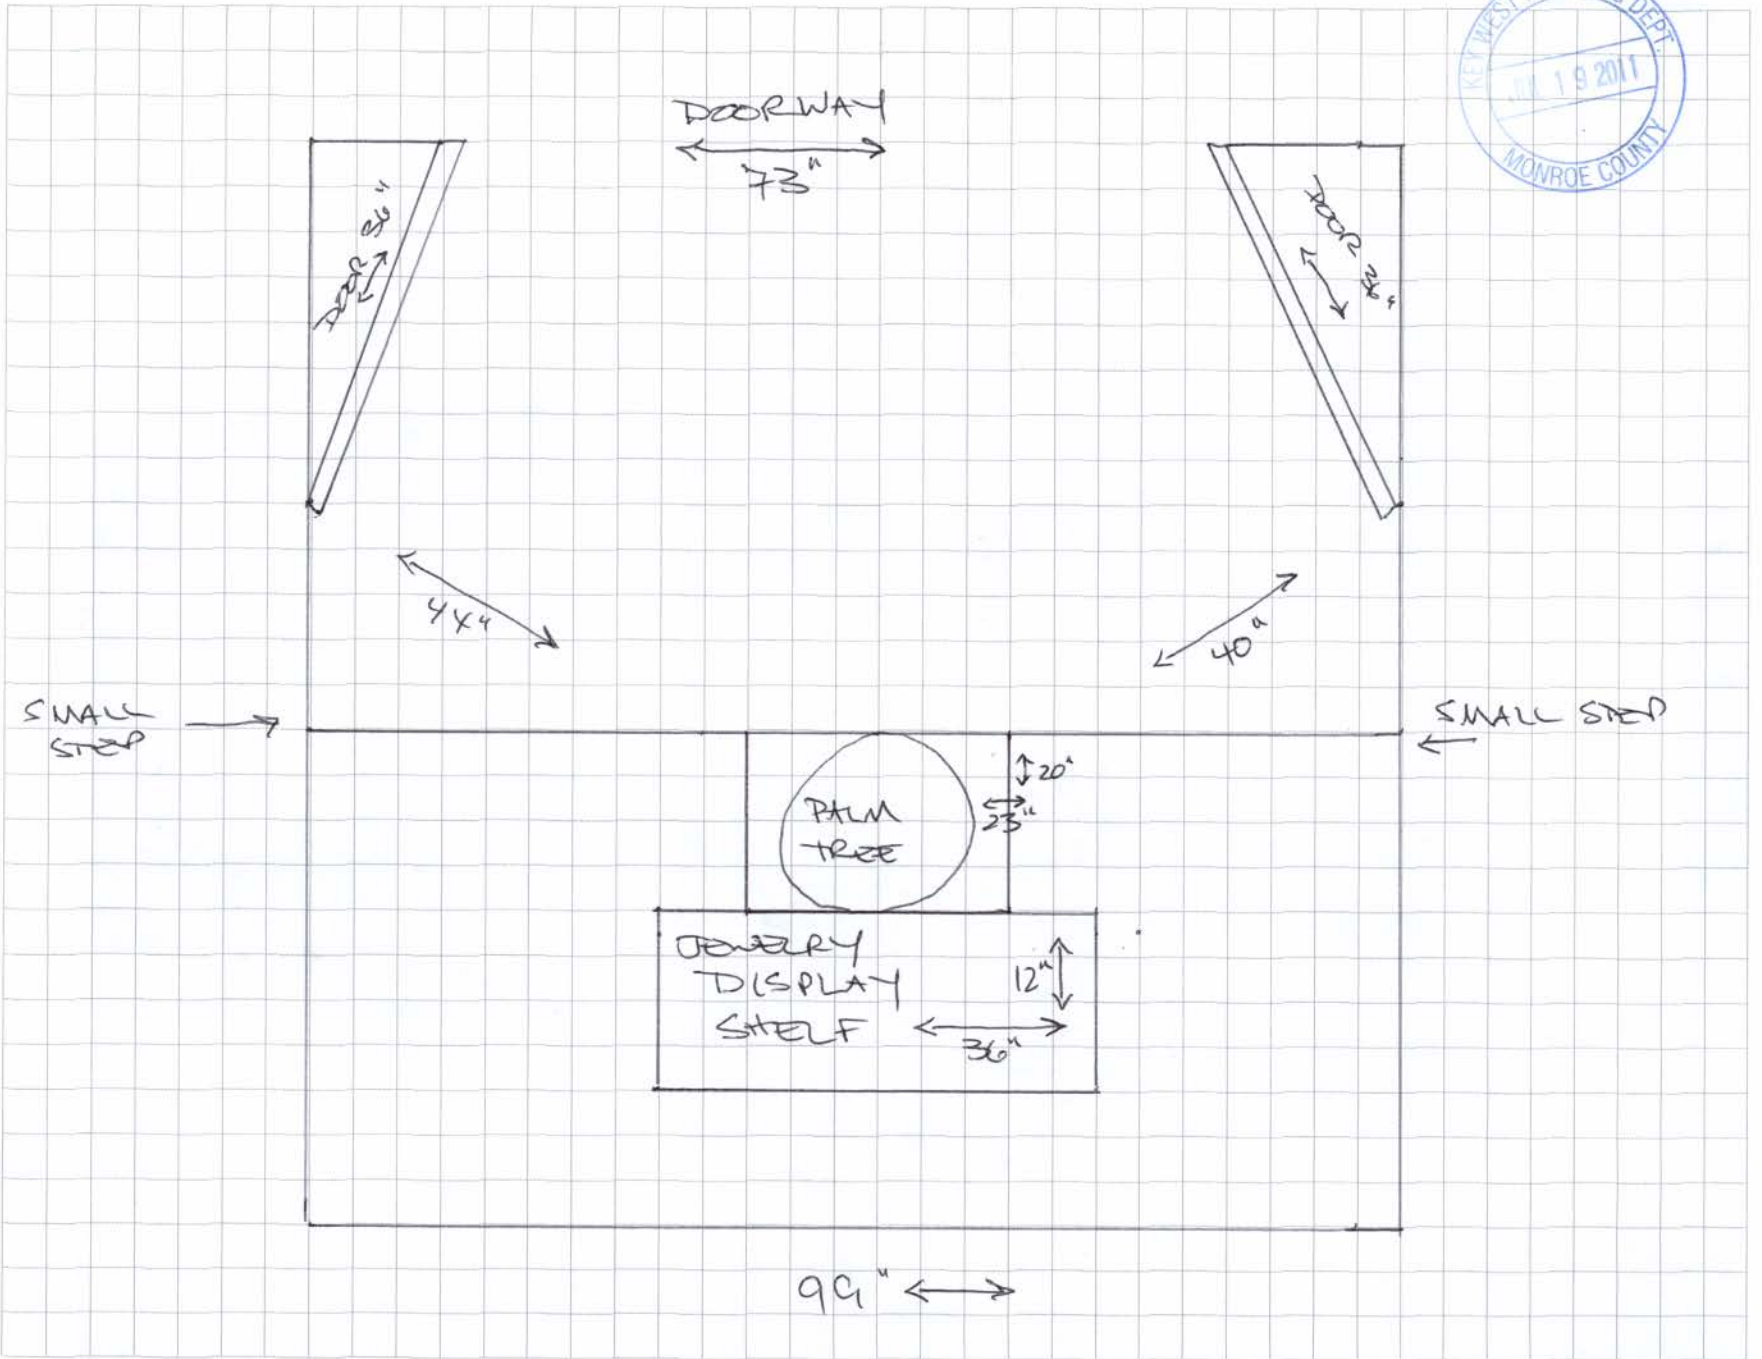 KEY WEST
DEPT.
19 2011
MONROE COUNTY
DOORWAY
73"
DOOR 36"
DOOR 36"
44"
40"
SMALL
STEP
SMALL STEP
20"
23"
PALM
TREE
JEWELRY
DISPLAY
SHELF
12"
36"
99"